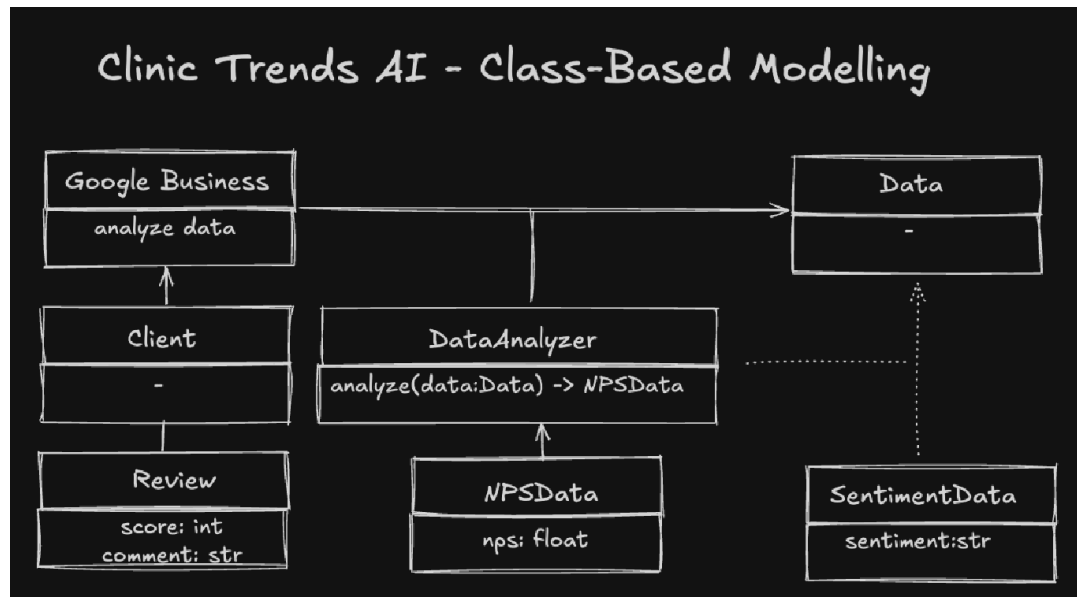 Clinic Trends AI - Class-Based Modelling
Google Business
analyze data
Data
-
Client
-
DataAnalyzer
analyze(data:Data) -> NPSData
Review
score: int
comment: str
NPSData
nps: float
SentimentData
sentiment:str